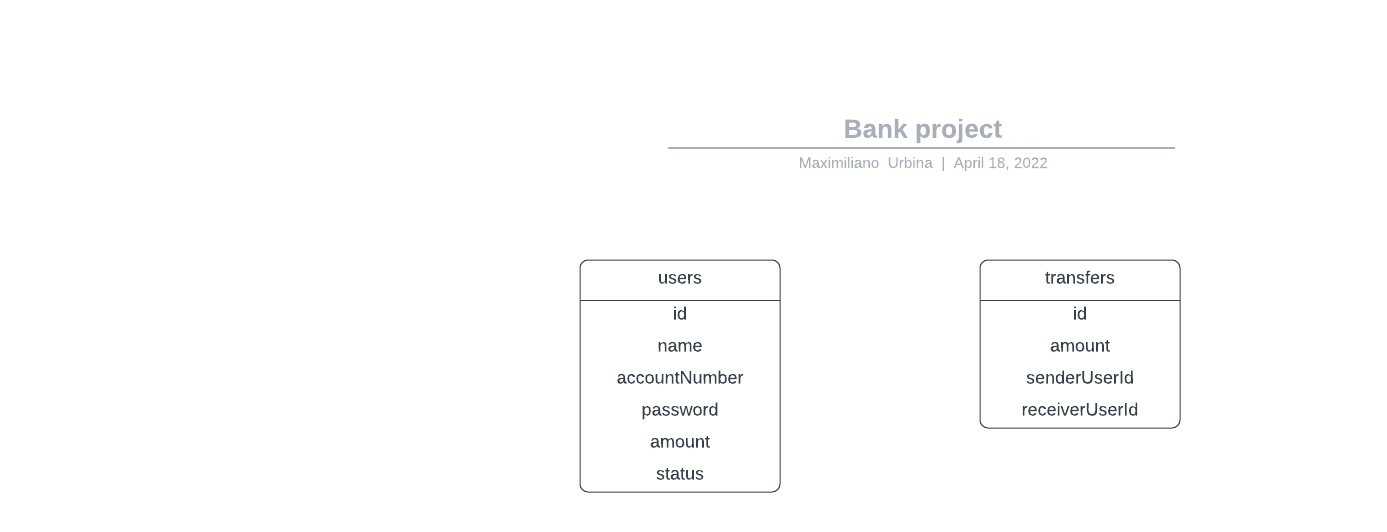 Bank project
Maximiliano Urbina | April 18, 2022
users
id
name
accountNumber
password
amount
status
transfers
id
amount
senderUserId
receiverUserId